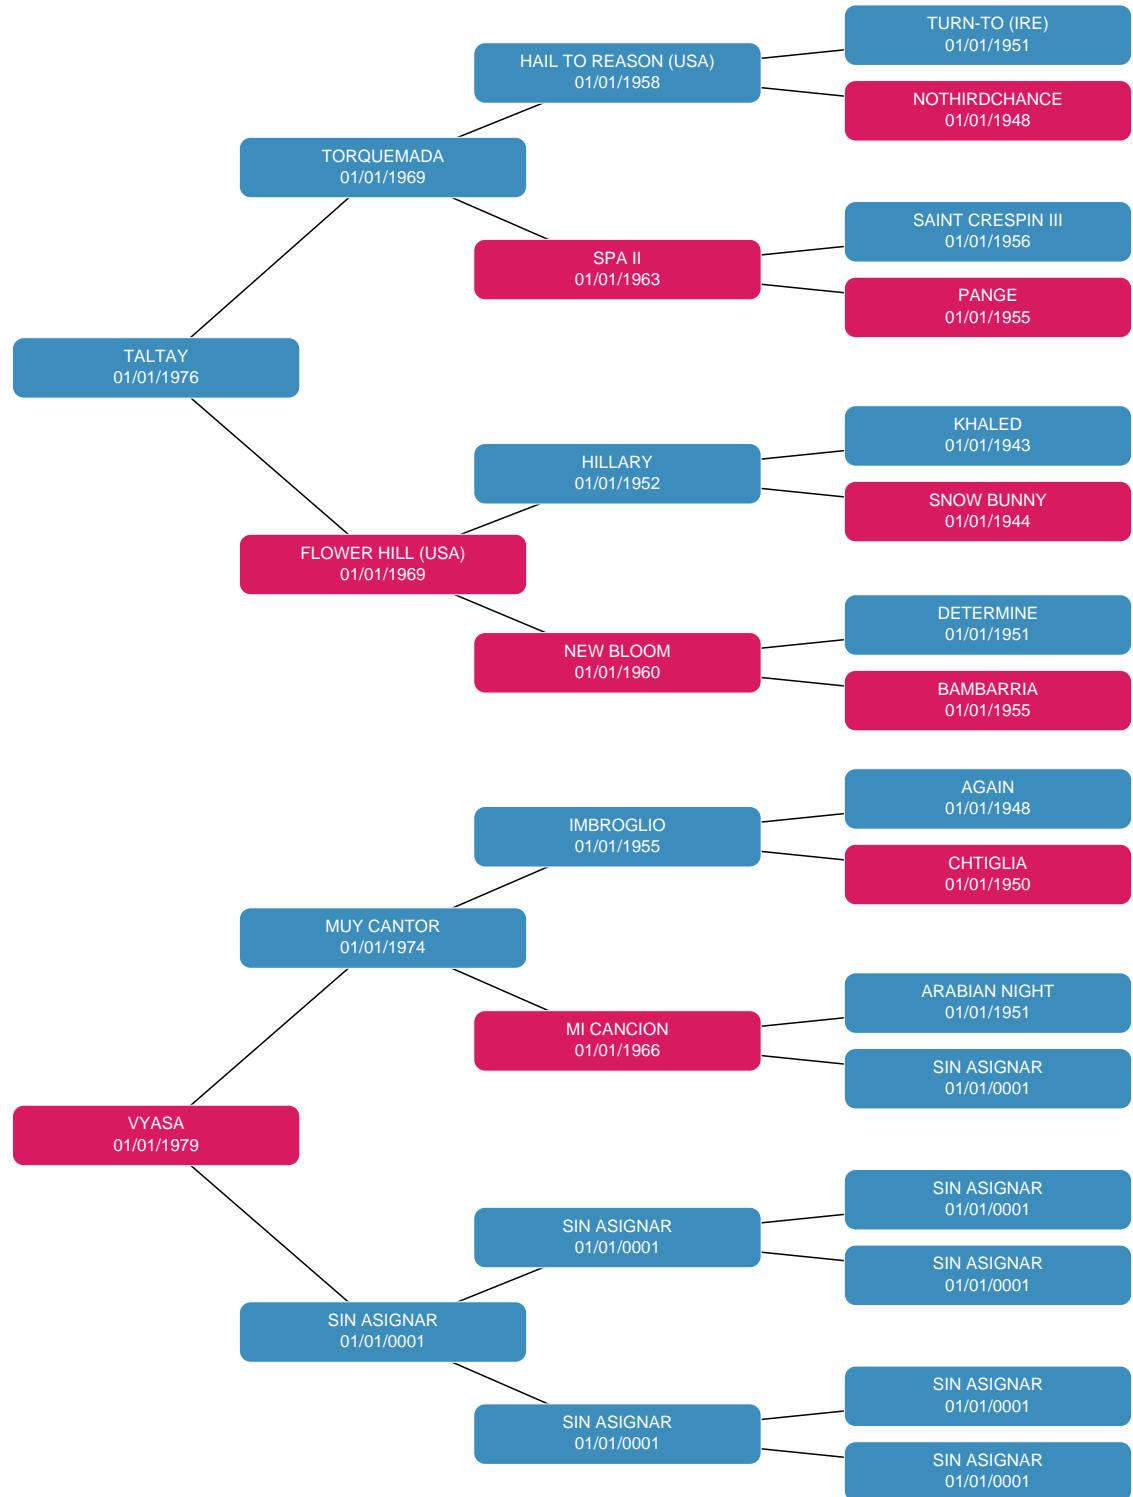 TURN-TO (IRE)
01/01/1951
HAIL TO REASON (USA)
01/01/1958
NOTHIRDCHANCE
01/01/1948
TORQUEMADA
01/01/1969
SAINT CRESPIN III
01/01/1956
SPA II
01/01/1963
PANGE
01/01/1955
TALTAY
01/01/1976
KHALED
01/01/1943
HILLARY
01/01/1952
SNOW BUNNY
01/01/1944
FLOWER HILL (USA)
01/01/1969
DETERMINE
01/01/1951
NEW BLOOM
01/01/1960
BAMBARRIA
01/01/1955
AGAIN
01/01/1948
IMBROGLIO
01/01/1955
CHTIGLIA
01/01/1950
MUY CANTOR
01/01/1974
ARABIAN NIGHT
01/01/1951
MI CANCION
01/01/1966
SIN ASIGNAR
01/01/0001
VYASA
01/01/1979
SIN ASIGNAR
01/01/0001
SIN ASIGNAR
01/01/0001
SIN ASIGNAR
01/01/0001
SIN ASIGNAR
01/01/0001
SIN ASIGNAR
01/01/0001
SIN ASIGNAR
01/01/0001
SIN ASIGNAR
01/01/0001